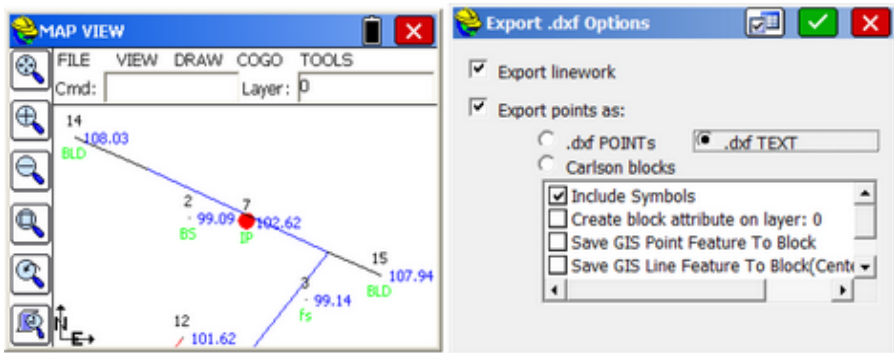 MAP VIEW
FILE VIEW DRAW COGO TOOLS
Cmd: Layer: 0
14
108.03
BLD
2
7
99.09
102.62
BS
IP
15
107.94
BLD
3
99.14
fs
12
101.62
N
E
Export .dxf Options
Export linework
Export points as:
.dxf POINTs .dxf TEXT
Carlson blocks
Include Symbols
Create block attribute on layer: 0
Save GIS Point Feature To Block
Save GIS Line Feature To Block(Cente